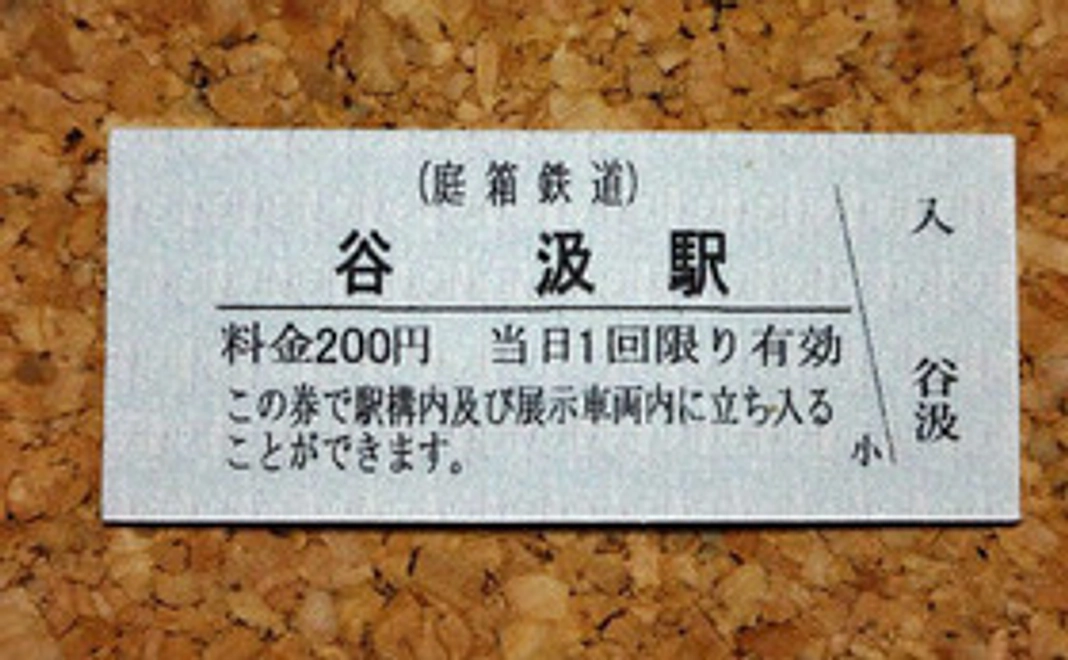 (庭箱鉄道)
谷 汲 駅
料金200円 当日1回限り有効
この券で駅構内及び展示車両内に立ち入る
ことができます。
小
入
谷汲